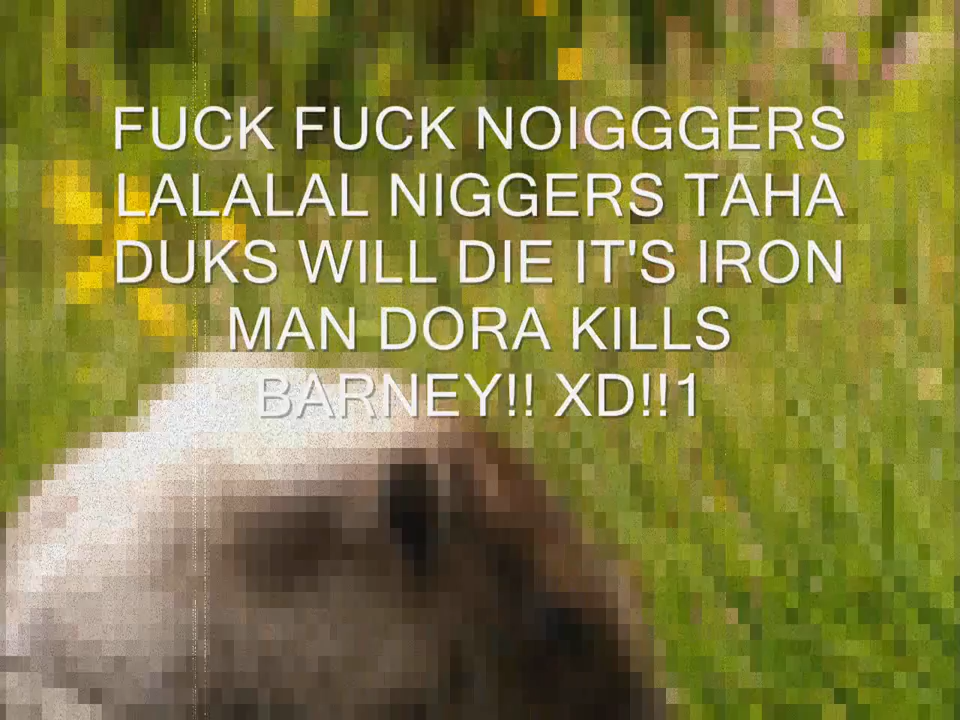 FUCK FUCK NOIGGGERS
LALALAL NIGGERS TAHA
DUKS WILL DIE IT'S IRON
MAN DORA KILLS
BARNEY!! XD!!1